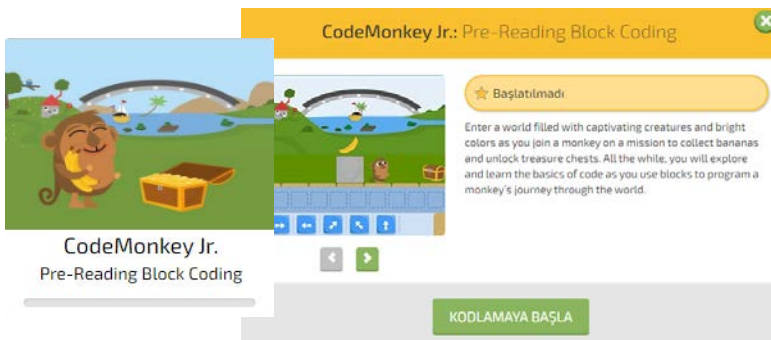 CodeMonkey Jr.: Pre-Reading Block Coding
Başlatılmadı
Enter a world filled with captivating creatures and bright
colors as you join a monkey on a mission to collect bananas
and unlock treasure chests. All the while, you will explore
and learn the basics of code as you use blocks to program a
monkey's journey through the world.
CodeMonkey Jr.
Pre-Reading Block Coding
KODLAMAYA BAŞLA